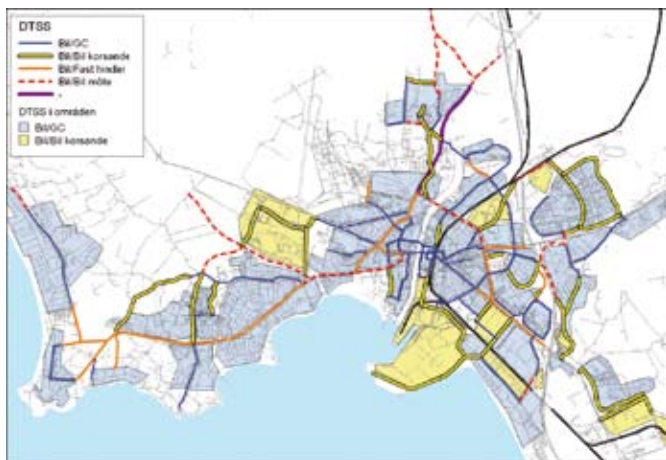 DTSS
Bil/GC
Bil/Bil korsande
Bil/Fast hinder
Bil/Bil möte
-
DTSS i områden
Bil/GC
Bil/Bil korsande